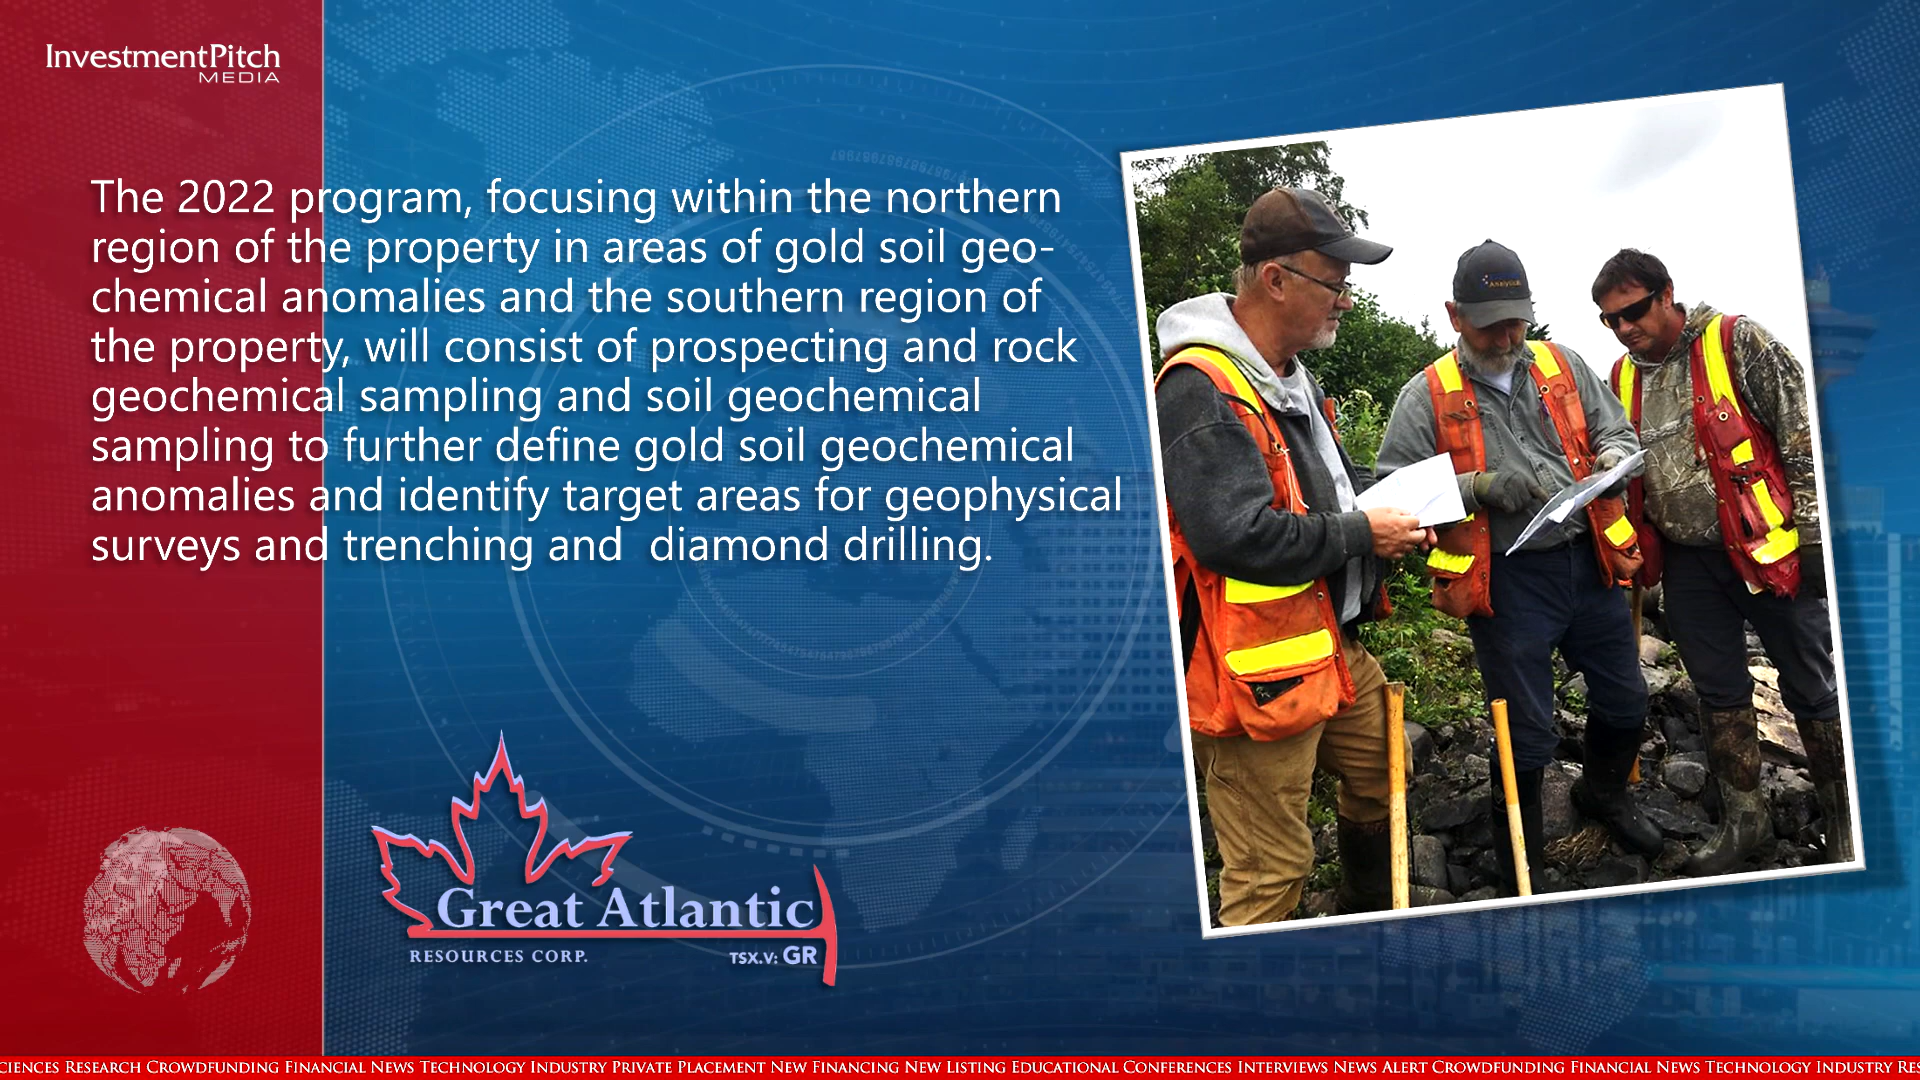 InvestmentPitch
MEDIA
The 2022 program, focusing within the northern
region of the property in areas of gold soil geo-
chemical anomalies and the southern region of
the property, will consist of prospecting and rock
geochemical sampling and soil geochemical
sampling to further define gold soil geochemical
anomalies and identify target areas for geophysical
surveys and trenching and  diamond drilling.
Great Atlantic
RESOURCES CORP.
TSX.V: GR
CIENCES RESEARCH CROWDFUNDING FINANCIAL NEWS TECHNOLOGY INDUSTRY PRIVATE PLACEMENT NEW FINANCING NEW LISTING EDUCATIONAL CONFERENCES INTERVIEWS NEWS ALERT CROWDFUNDING FINANCIAL NEWS TECHNOLOGY INDUSTRY RES